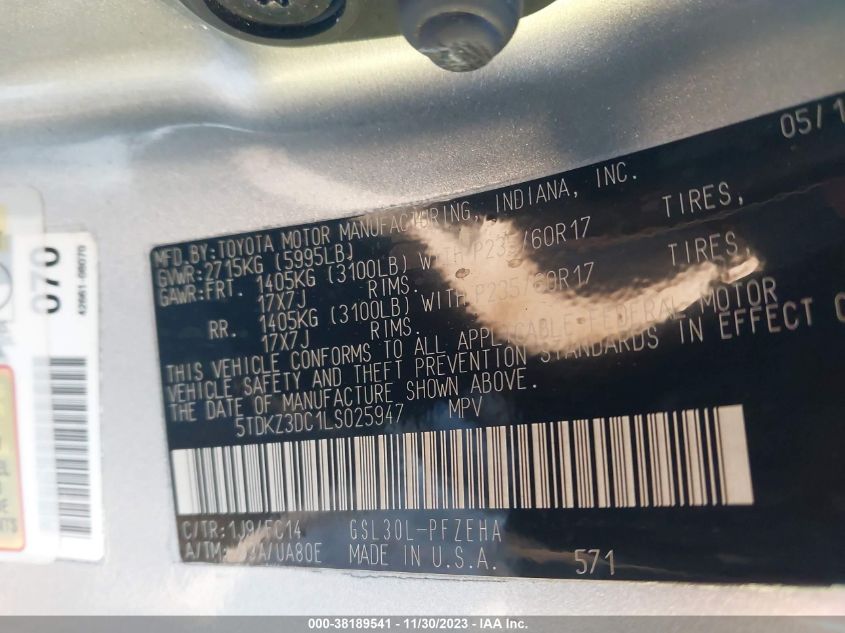 05/1
MFD.BY:TOYOTA MOTOR MANUFACTURING, INDIANA, INC.
GVWR:2715KG (5995LB)
GAWR:FRT. 1405KG (3100LB) WITH P235/60R17 TIRES,
17X7J RIMS.
RR. 1405KG (3100LB) WITH P235/60R17 TIRES,
17X7J RIMS.
THIS VEHICLE CONFORMS TO ALL APPLICABLE FEDERAL MOTOR
VEHICLE SAFETY AND THEFT PREVENTION STANDARDS IN EFFECT O
THE DATE OF MANUFACTURE SHOWN ABOVE.
5TDKZ3DC1LS025947 MPV
C/TR:1J9/FC14 GSL30L-PFZEHA
A/TM: /UA80E MADE IN U.S.A. 571
070
000-38189541 - 11/30/2023 - IAA Inc.